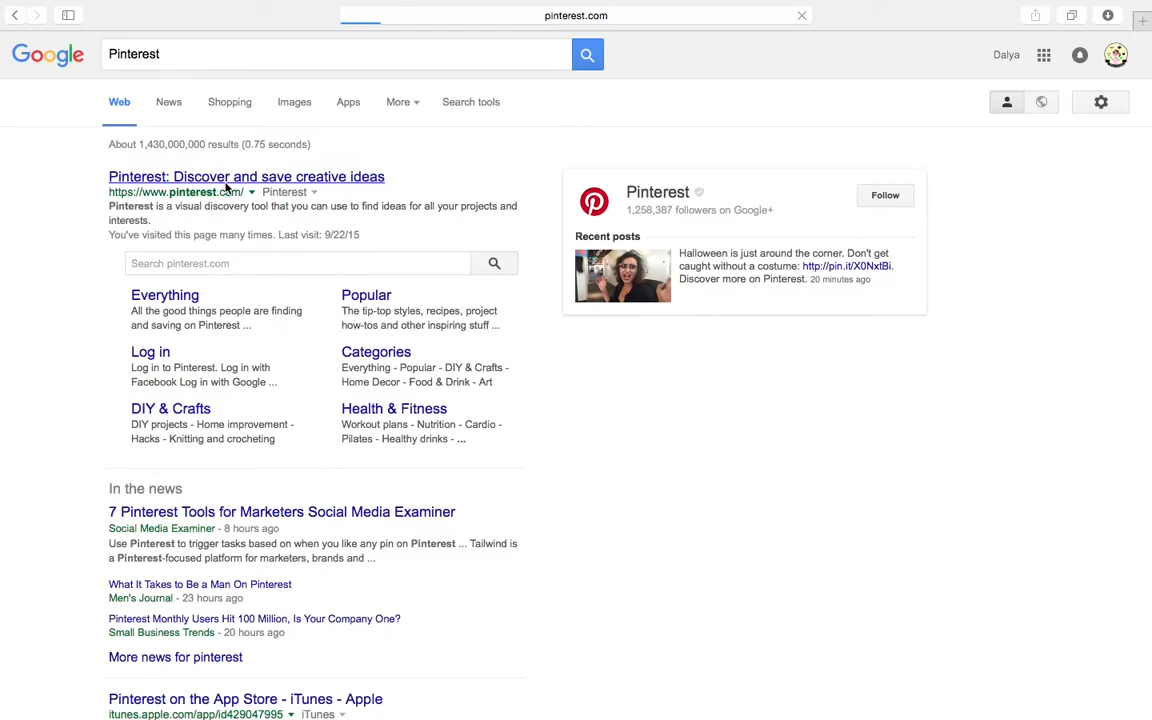 pinterest.com
Google
Pinterest
Dalya
Web News Shopping Images Apps More Search tools
About 1,430,000,000 results (0.75 seconds)
Pinterest: Discover and save creative ideas
https://www.pinterest.com/ Pinterest
Pinterest is a visual discovery tool that you can use to find ideas for all your projects and
interests.
You've visited this page many times. Last visit: 9/22/15
Search pinterest.com
Everything
All the good things people are finding
and saving on Pinterest ...
Popular
The tip-top styles, recipes, project
how-tos and other inspiring stuff ...
Log in
Log in to Pinterest. Log in with
Facebook Log in with Google ...
Categories
Everything - Popular - DIY & Crafts -
Home Decor - Food & Drink - Art
DIY & Crafts
DIY projects - Home improvement -
Hacks - Knitting and crocheting
Health & Fitness
Workout plans - Nutrition - Cardio -
Pilates - Healthy drinks - ...
In the news
7 Pinterest Tools for Marketers Social Media Examiner
Social Media Examiner - 8 hours ago
Use Pinterest to trigger tasks based on when you like any pin on Pinterest ... Tailwind is
a Pinterest-focused platform for marketers, brands and ...
What It Takes to Be a Man On Pinterest
Men's Journal - 23 hours ago
Pinterest Monthly Users Hit 100 Million, Is Your Company One?
Small Business Trends - 20 hours ago
More news for pinterest
Pinterest on the App Store - iTunes - Apple
itunes.apple.com/app/id429047995 iTunes
Pinterest
1,258,387 followers on Google+
Follow
Recent posts
Halloween is just around the corner. Don't get
caught without a costume: http://pin.it/X0NxtBi.
Discover more on Pinterest. 20 minutes ago